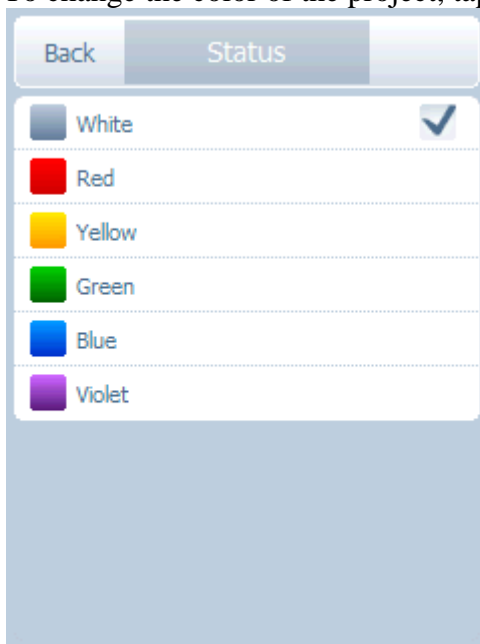 To change the color of the project, tap
Back
Status
White
Red
Yellow
Green
Blue
Violet